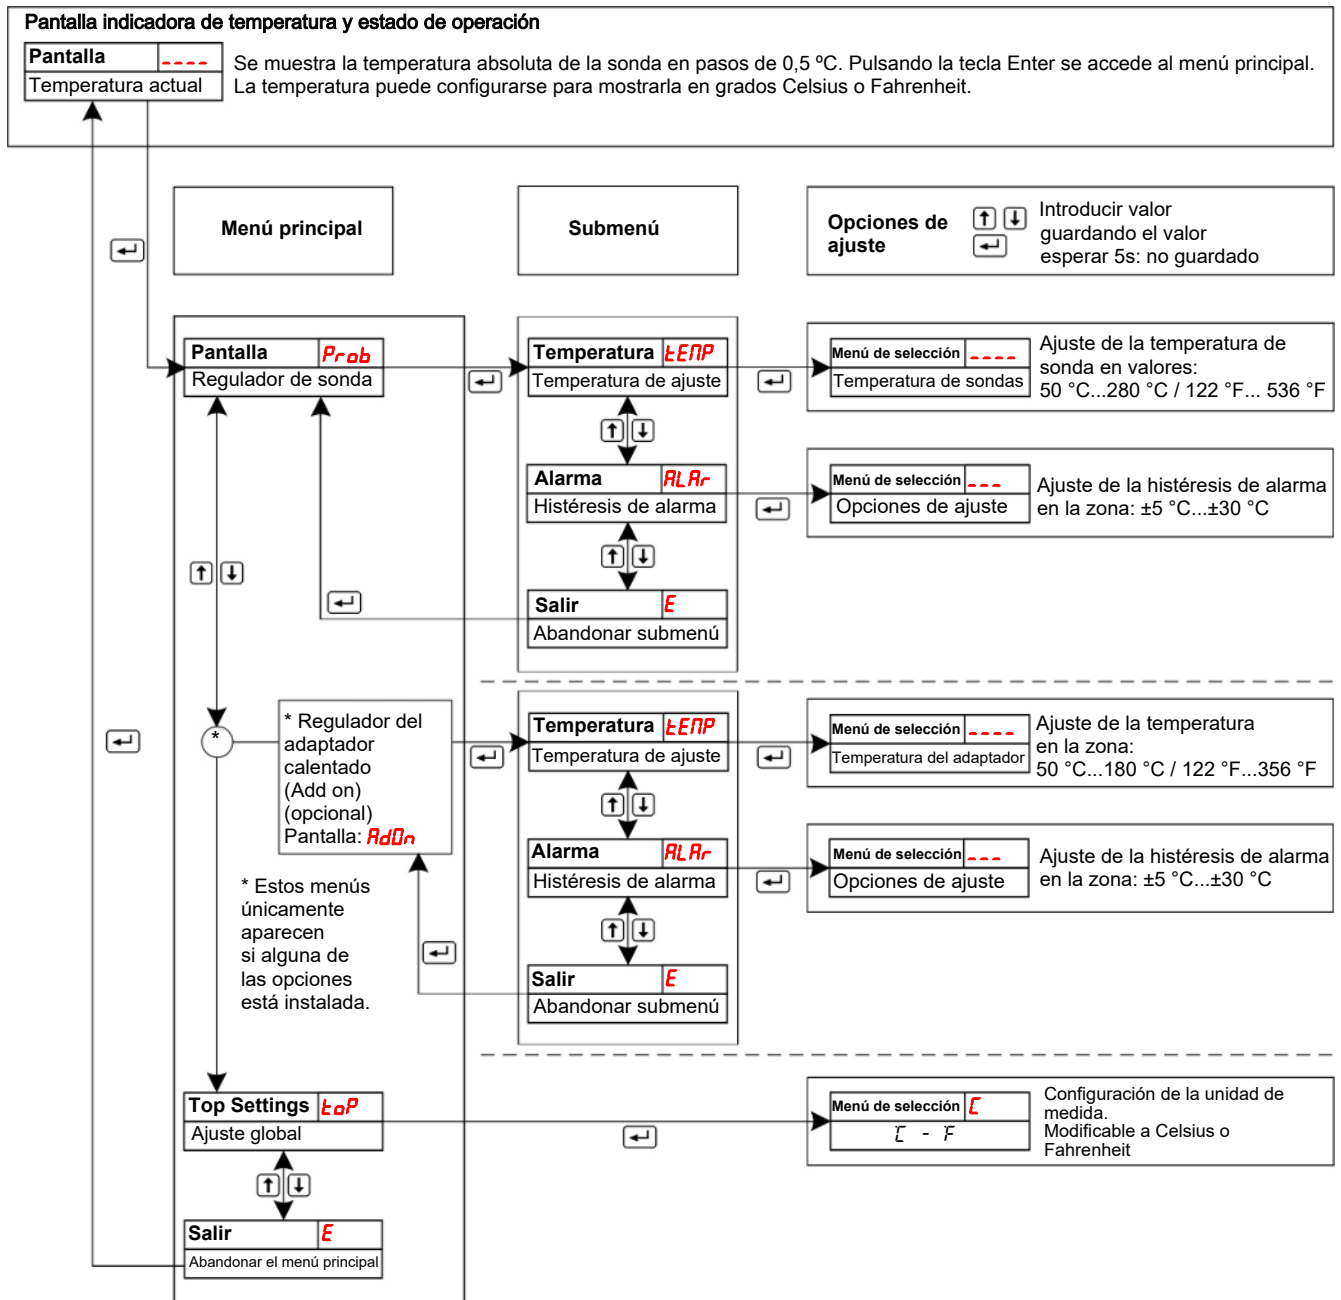 Pantalla indicadora de temperatura y estado de operación
Pantalla ----
Temperatura actual
Se muestra la temperatura absoluta de la sonda en pasos de 0,5 ºC. Pulsando la tecla Enter se accede al menú principal.
La temperatura puede configurarse para mostrarla en grados Celsius o Fahrenheit.
Menú principal
Submenú
Opciones de
ajuste
Introducir valor
guardando el valor
esperar 5s: no guardado
Pantalla Prob
Regulador de sonda
Temperatura tEMP
Temperatura de ajuste
Menú de selección ----
Temperatura de sondas
Ajuste de la temperatura de
sonda en valores:
50 °C...280 °C / 122 °F... 536 °F
Alarma ALAr
Histéresis de alarma
Menú de selección ---
Opciones de ajuste
Ajuste de la histéresis de alarma
en la zona: ±5 °C...±30 °C
Salir E
Abandonar submenú
*
* Regulador del
adaptador
calentado
(Add on)
(opcional)
Pantalla: AdOn
* Estos menús
únicamente
aparecen
si alguna de
las opciones
está instalada.
Temperatura tEMP
Temperatura de ajuste
Menú de selección ----
Temperatura del adaptador
Ajuste de la temperatura
en la zona:
50 °C...180 °C / 122 °F...356 °F
Alarma ALAr
Histéresis de alarma
Menú de selección ---
Opciones de ajuste
Ajuste de la histéresis de alarma
en la zona: ±5 °C...±30 °C
Salir E
Abandonar submenú
Top Settings toP
Ajuste global
Menú de selección C
C - F
Configuración de la unidad de
medida.
Modificable a Celsius o
Fahrenheit
Salir E
Abandonar el menú principal